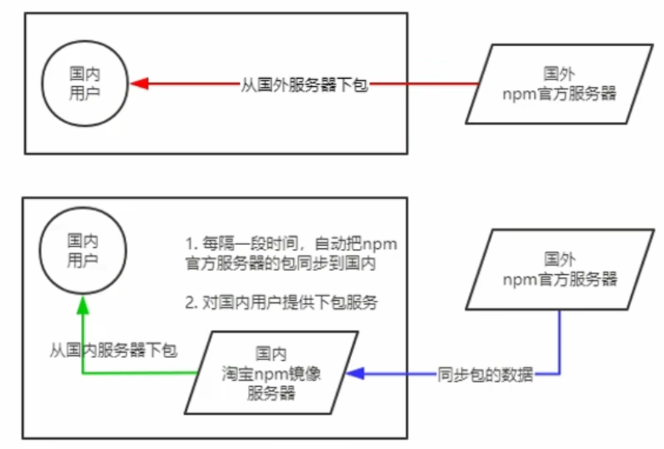 国内
用户
从国外服务器下包
国外
npm官方服务器
国内
用户
1. 每隔一段时间，自动把npm
官方服务器的包同步到国内
2. 对国内用户提供下包服务
国外
npm官方服务器
从国内服务器下包
国内
淘宝npm镜像
服务器
同步包的数据